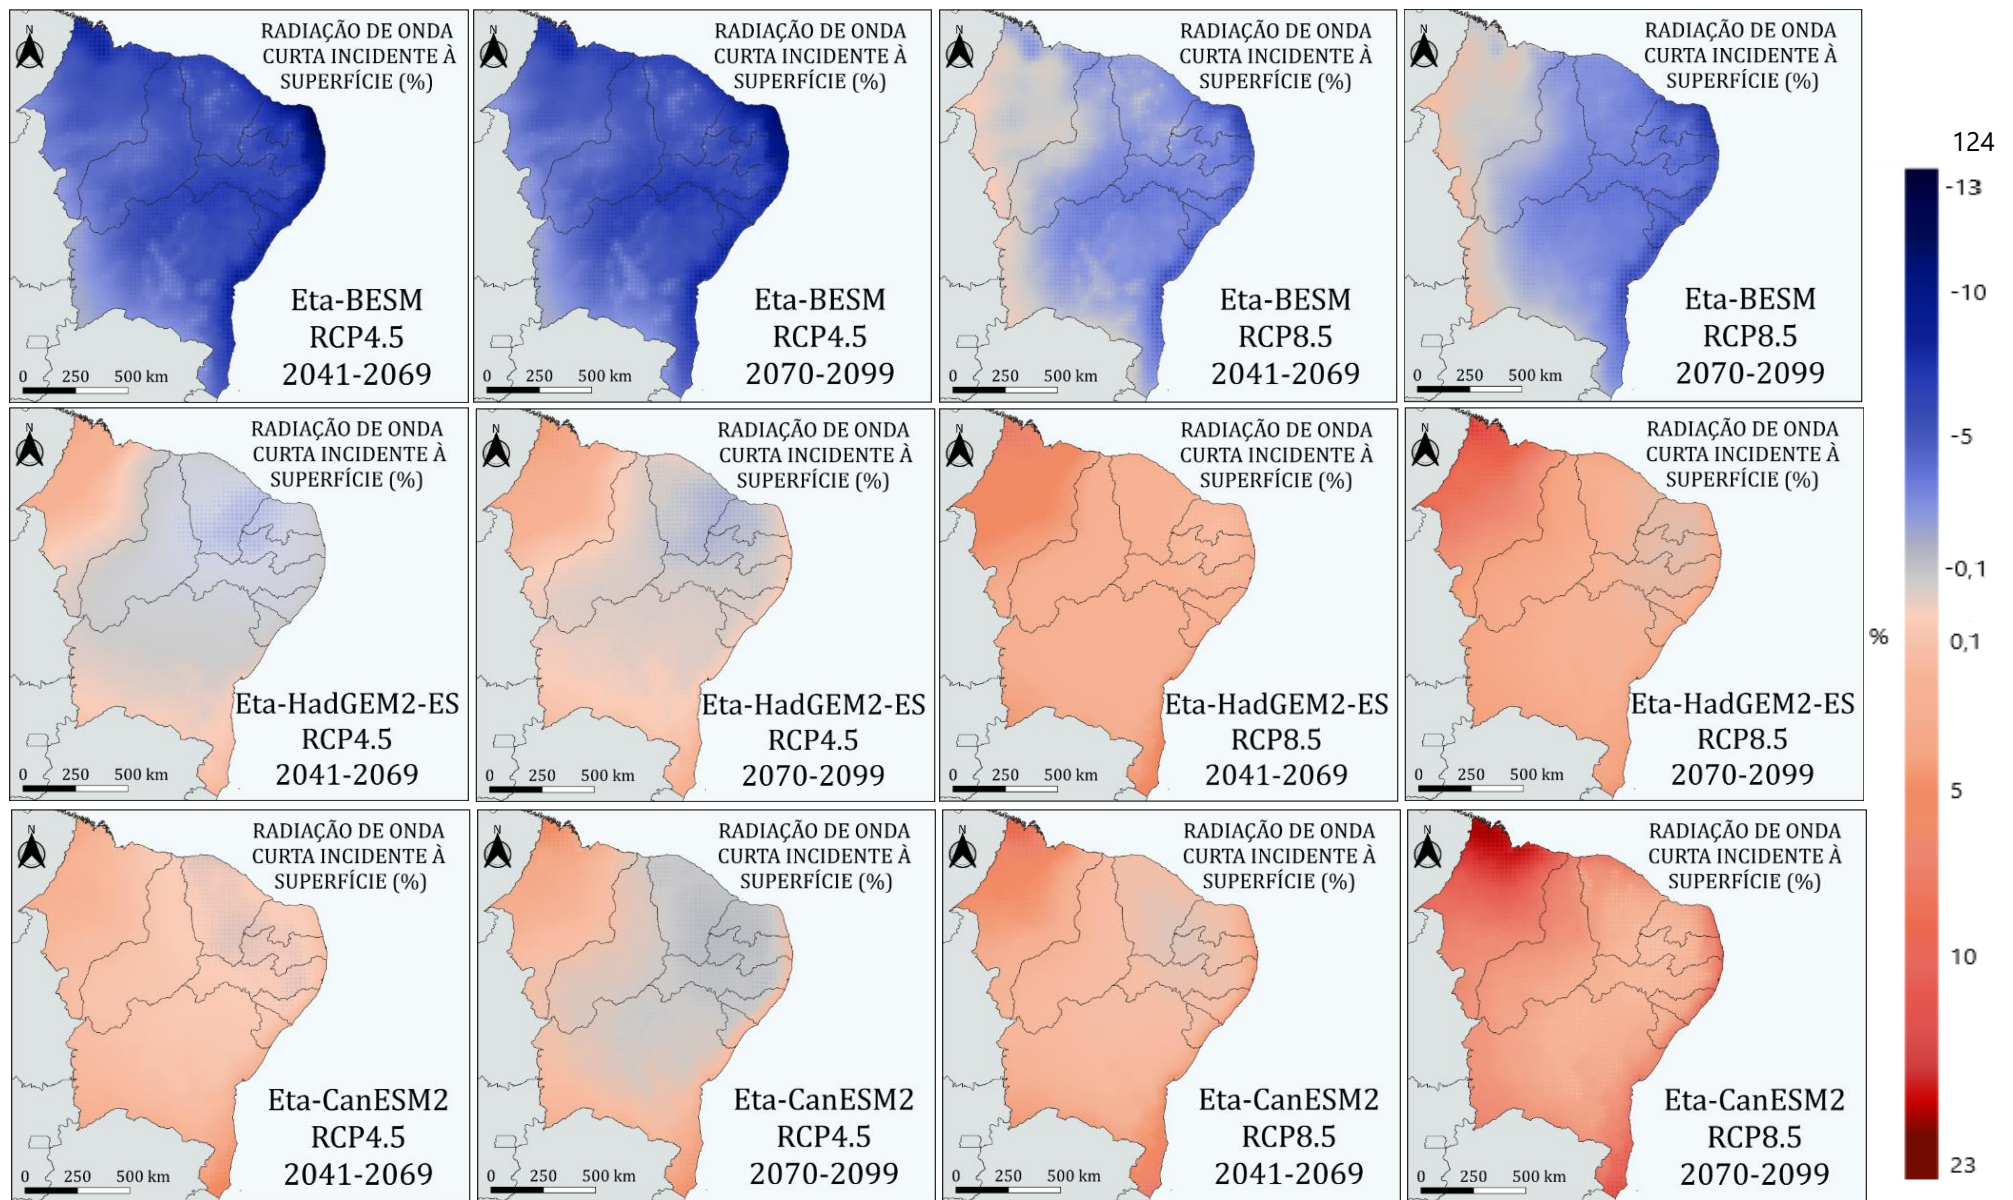 N
RADIAÇÃO DE ONDA
CURTA INCIDENTE À
SUPERFÍCIE (%)
Eta-BESM
RCP4.5
2041-2069
0 250 500 km
N
RADIAÇÃO DE ONDA
CURTA INCIDENTE À
SUPERFÍCIE (%)
Eta-BESM
RCP4.5
2070-2099
0 250 500 km
N
RADIAÇÃO DE ONDA
CURTA INCIDENTE À
SUPERFÍCIE (%)
Eta-BESM
RCP8.5
2041-2069
0 250 500 km
N
RADIAÇÃO DE ONDA
CURTA INCIDENTE À
SUPERFÍCIE (%)
Eta-BESM
RCP8.5
2070-2099
0 250 500 km
N
RADIAÇÃO DE ONDA
CURTA INCIDENTE À
SUPERFÍCIE (%)
Eta-HadGEM2-ES
RCP4.5
2041-2069
0 250 500 km
N
RADIAÇÃO DE ONDA
CURTA INCIDENTE À
SUPERFÍCIE (%)
Eta-HadGEM2-ES
RCP4.5
2070-2099
0 250 500 km
N
RADIAÇÃO DE ONDA
CURTA INCIDENTE À
SUPERFÍCIE (%)
Eta-HadGEM2-ES
RCP8.5
2041-2069
0 250 500 km
N
RADIAÇÃO DE ONDA
CURTA INCIDENTE À
SUPERFÍCIE (%)
Eta-HadGEM2-ES
RCP8.5
2070-2099
0 250 500 km
N
RADIAÇÃO DE ONDA
CURTA INCIDENTE À
SUPERFÍCIE (%)
Eta-CanESM2
RCP4.5
2041-2069
0 250 500 km
N
RADIAÇÃO DE ONDA
CURTA INCIDENTE À
SUPERFÍCIE (%)
Eta-CanESM2
RCP4.5
2070-2099
0 250 500 km
N
RADIAÇÃO DE ONDA
CURTA INCIDENTE À
SUPERFÍCIE (%)
Eta-CanESM2
RCP8.5
2041-2069
0 250 500 km
N
RADIAÇÃO DE ONDA
CURTA INCIDENTE À
SUPERFÍCIE (%)
Eta-CanESM2
RCP8.5
2070-2099
0 250 500 km
124
-13
-10
-5
-0,1
%
0,1
5
10
23